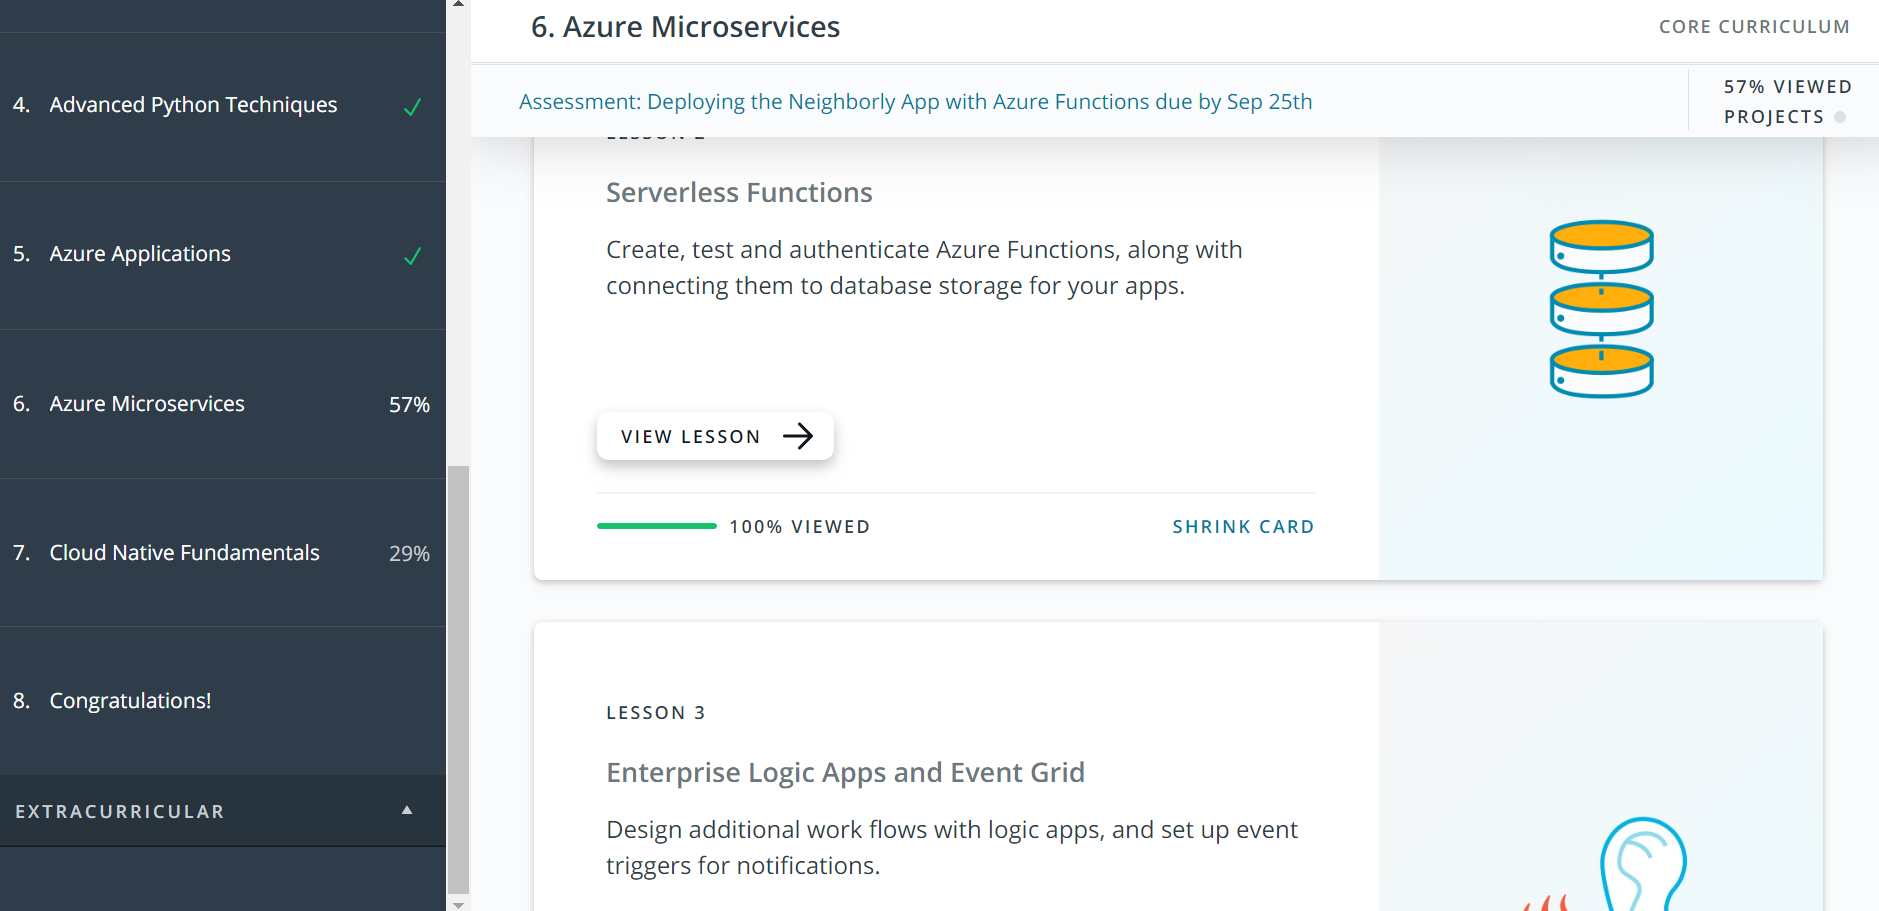 4. Advanced Python Techniques
5. Azure Applications
6. Azure Microservices 57%
7. Cloud Native Fundamentals 29%
8. Congratulations!
EXTRACURRICULAR
6. Azure Microservices
CORE CURRICULUM
Assessment: Deploying the Neighborly App with Azure Functions due by Sep 25th
57% VIEWED
PROJECTS
Serverless Functions
Create, test and authenticate Azure Functions, along with
connecting them to database storage for your apps.
VIEW LESSON
100% VIEWED
SHRINK CARD
LESSON 3
Enterprise Logic Apps and Event Grid
Design additional work flows with logic apps, and set up event
triggers for notifications.